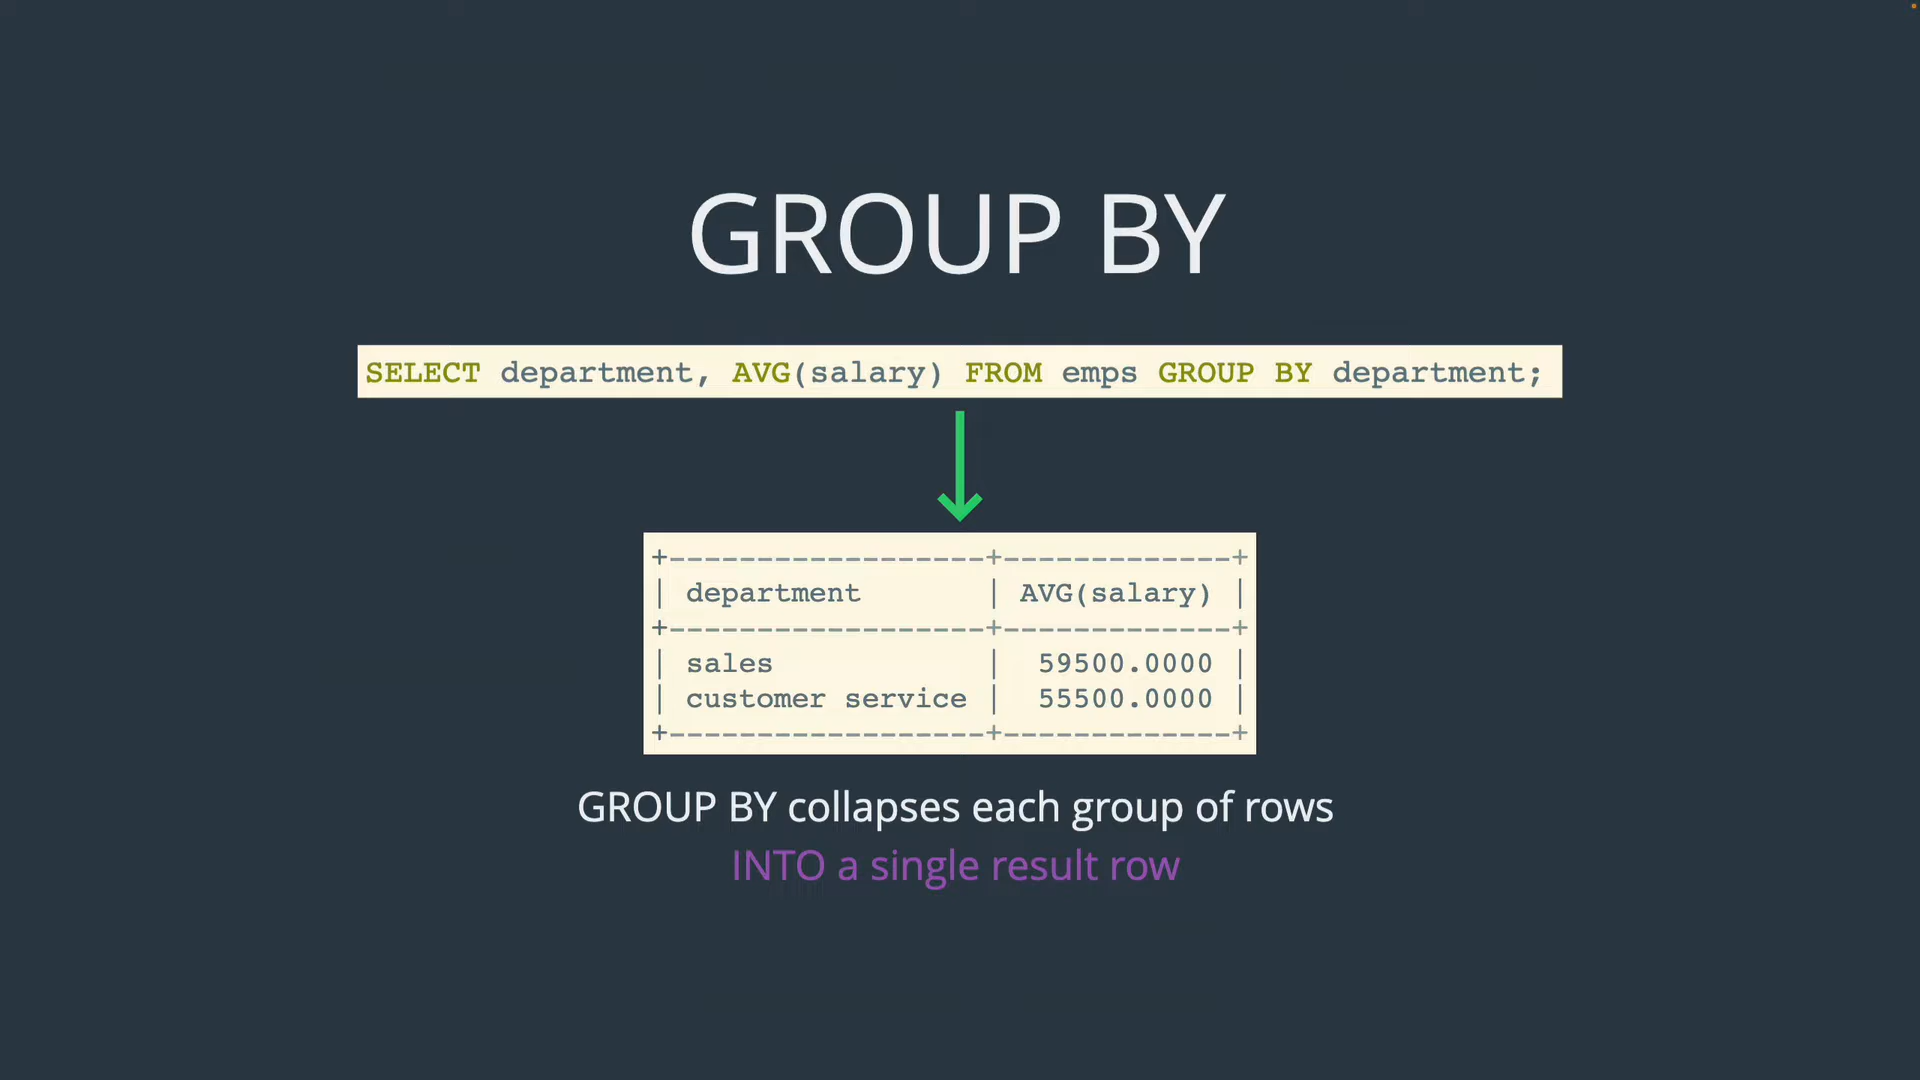 GROUP BY
SELECT department, AVG(salary) FROM emps GROUP BY department;
+------------------+-------------+
| department       | AVG(salary) |
+------------------+-------------+
| sales            |  59500.0000 |
| customer service |  55500.0000 |
+------------------+-------------+
GROUP BY collapses each group of rows
INTO a single result row